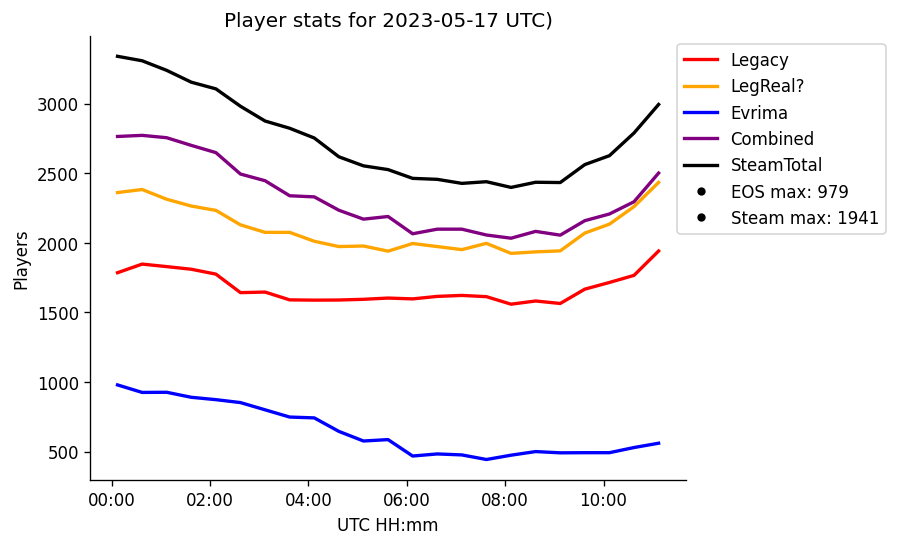 Player stats for 2023-05-17 UTC)
Legacy
LegReal?
Evrima
Combined
SteamTotal
EOS max: 979
Steam max: 1941
Players
3000
2500
2000
1500
1000
500
00:00 02:00 04:00 06:00 08:00 10:00
UTC HH:mm